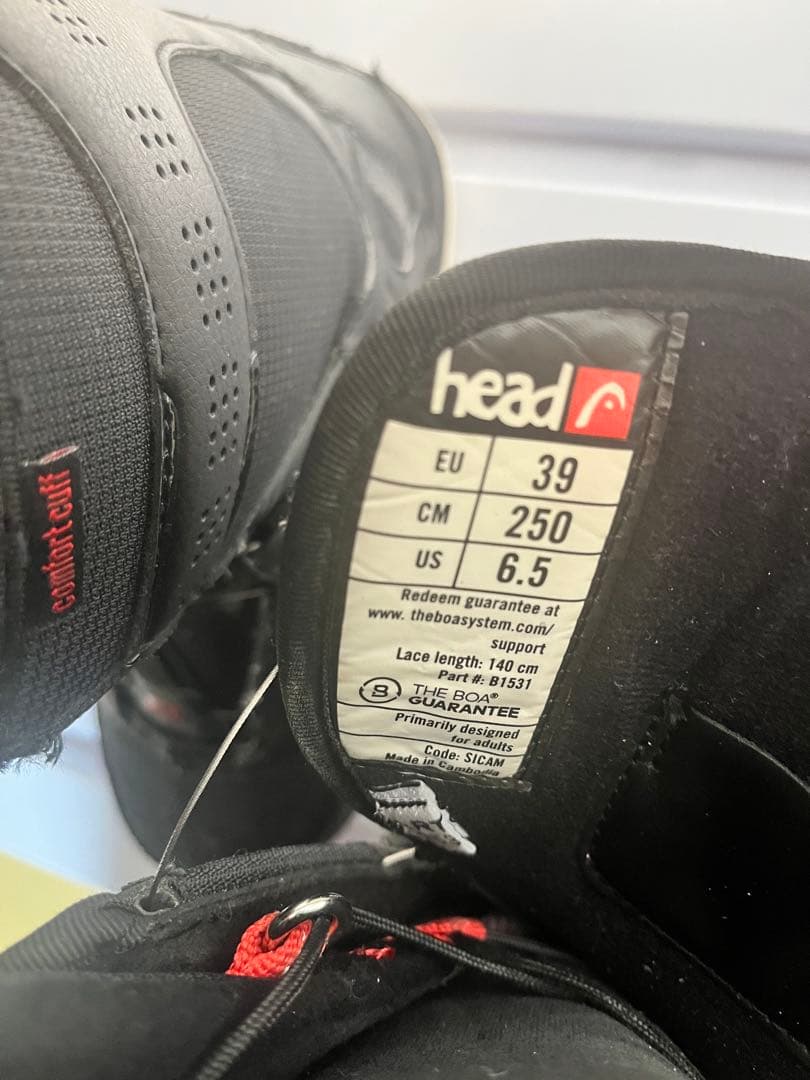 comfort cuff
head
EU 39
CM 250
US 6.5
Redeem guarantee at
www. theboasystem.com/
support
Lace length: 140 cm
Part #: B1531
THE BOA®
GUARANTEE
Primarily designed
for adults
Code: SICAM
Made in Cambodia